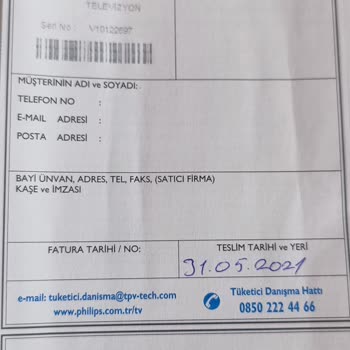 TELEVİZYON
Seri No : V10122697
MÜŞTERİNİN ADI ve SOYADI:
TELEFON NO :
E-MAIL ADRESİ :
POSTA ADRESİ :
BAYİ ÜNVAN, ADRES, TEL, FAKS, (SATICI FİRMA)
KAŞE ve İMZASI
FATURA TARİHİ / NO:
TESLİM TARİHİ ve YERİ
31.05.2021
e-mail: tuketici.danisma@tpv-tech.com
www.philips.com.tr/tv
Tüketici Danışma Hattı
0850 222 44 66